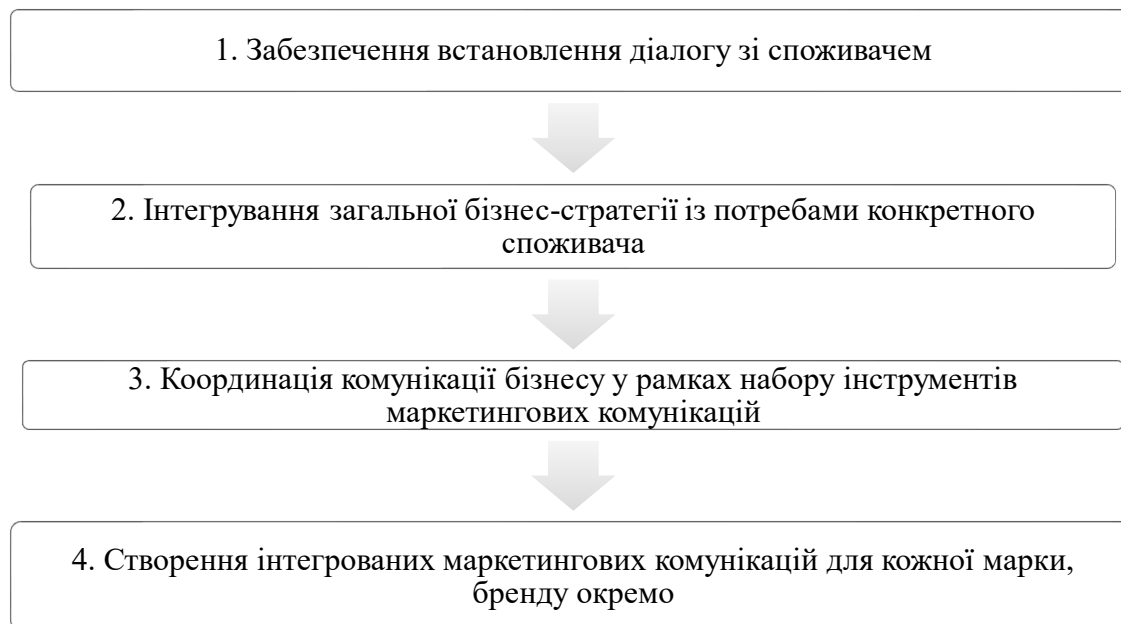 1. Забезпечення встановлення діалогу зі споживачем
2. Інтегрування загальної бізнес-стратегії із потребами конкретного
споживача
3. Координація комунікації бізнесу у рамках набору інструментів
маркетингових комунікацій
4. Створення інтегрованих маркетингових комунікацій для кожної марки,
бренду окремо